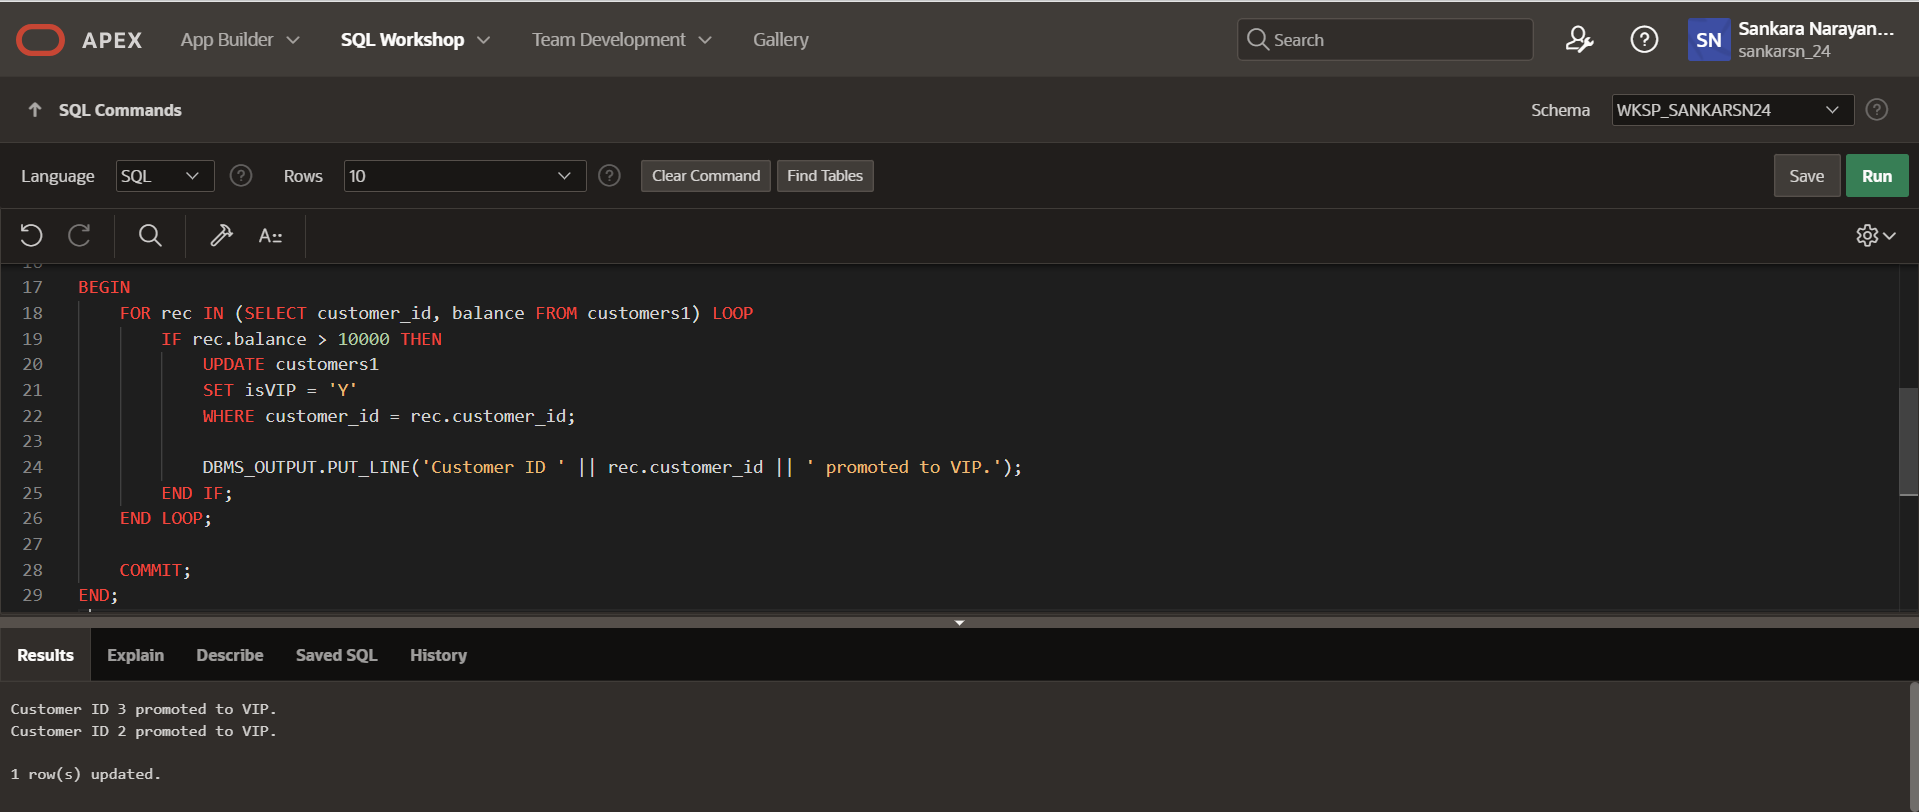 APEX App Builder SQL Workshop Team Development Gallery Search SN Sankara Narayan...
sankarsn_24
SQL Commands Schema WKSP_SANKARSN24
Language SQL Rows 10 Clear Command Find Tables Save Run
17 BEGIN
18 FOR rec IN (SELECT customer_id, balance FROM customers1) LOOP
19 IF rec.balance > 10000 THEN
20 UPDATE customers1
21 SET isVIP = 'Y'
22 WHERE customer_id = rec.customer_id;
23
24 DBMS_OUTPUT.PUT_LINE('Customer ID ' || rec.customer_id || ' promoted to VIP.');
25 END IF;
26 END LOOP;
27
28 COMMIT;
29 END;
Results Explain Describe Saved SQL History
Customer ID 3 promoted to VIP.
Customer ID 2 promoted to VIP.
1 row(s) updated.